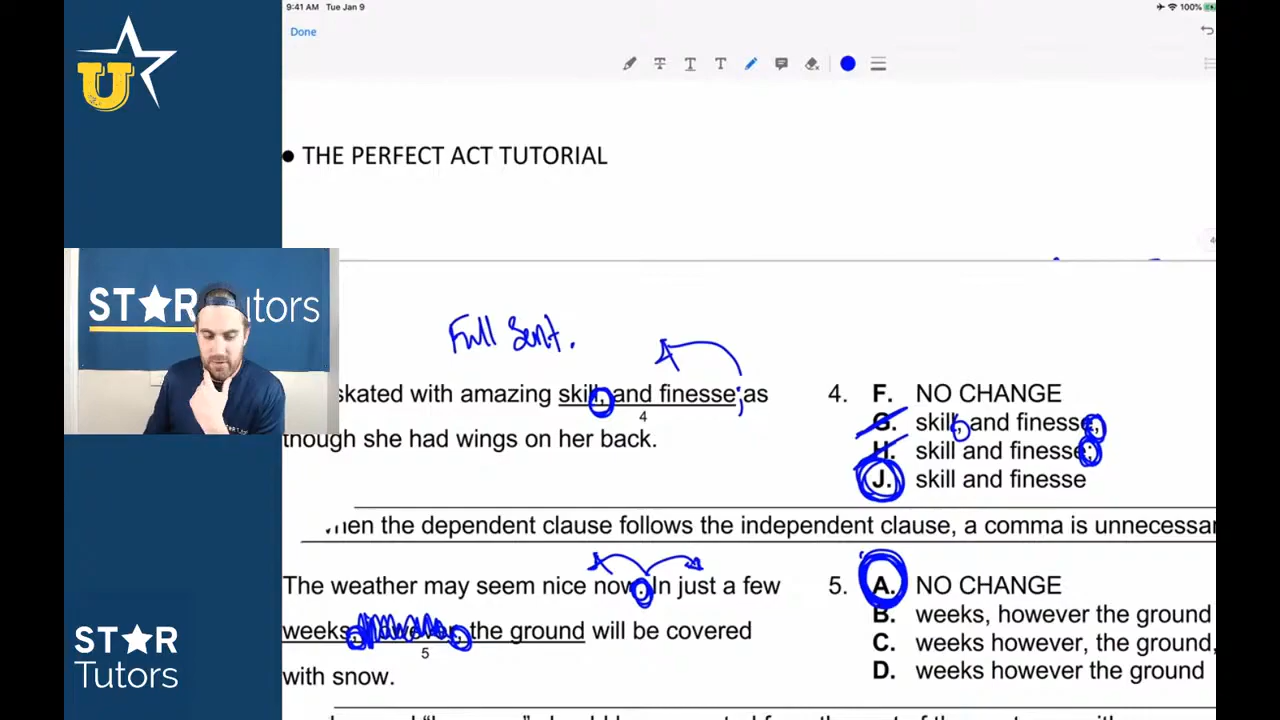 9:41 AM Tue Jan 9
100%
Done
U
T T T
• THE PERFECT ACT TUTORIAL
STAR Tutors
Full Sent.
skated with amazing skill, and finesse; as
4
though she had wings on her back.
4. F. NO CHANGE
G. skill, and finesse,
H. skill and finesse;
J. skill and finesse
hen the dependent clause follows the independent clause, a comma is unnecessar
The weather may seem nice now. In just a few
weeks, however, the ground will be covered
5
with snow.
5. A. NO CHANGE
B. weeks, however the ground
C. weeks however, the ground,
D. weeks however the ground
STAR
Tutors